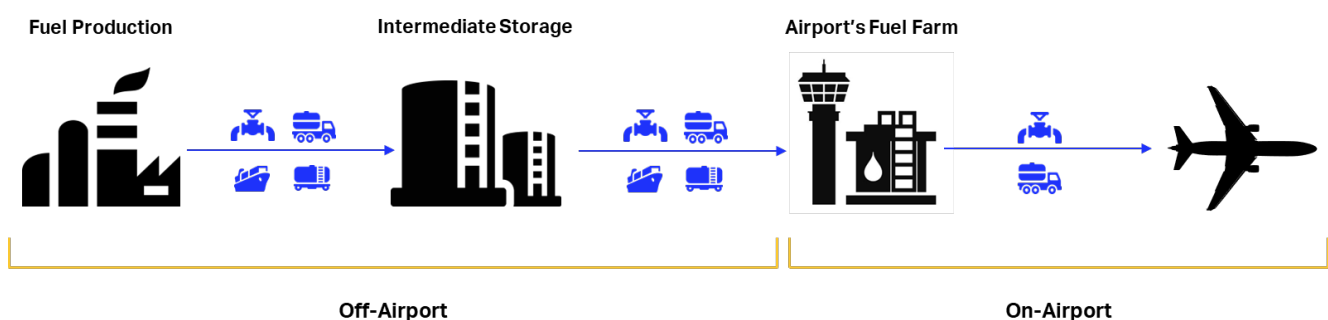 Fuel Production
Intermediate Storage
Airport's Fuel Farm
Off-Airport
On-Airport